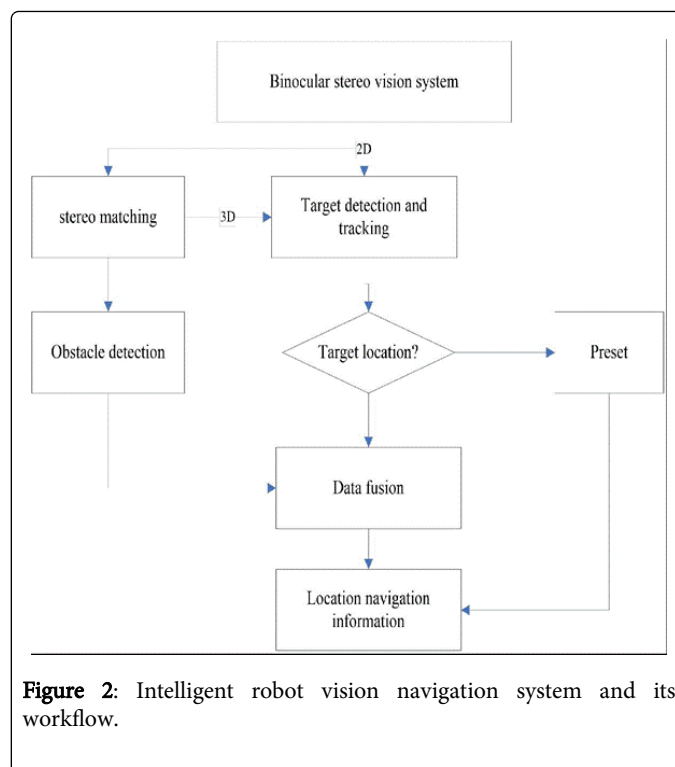 Binocular stereo vision system
2D
stereo matching
3D
Target detection and
tracking
Obstacle detection
Target location?
Preset
Data fusion
Location navigation
information
Figure 2: Intelligent robot vision navigation system and its
workflow.